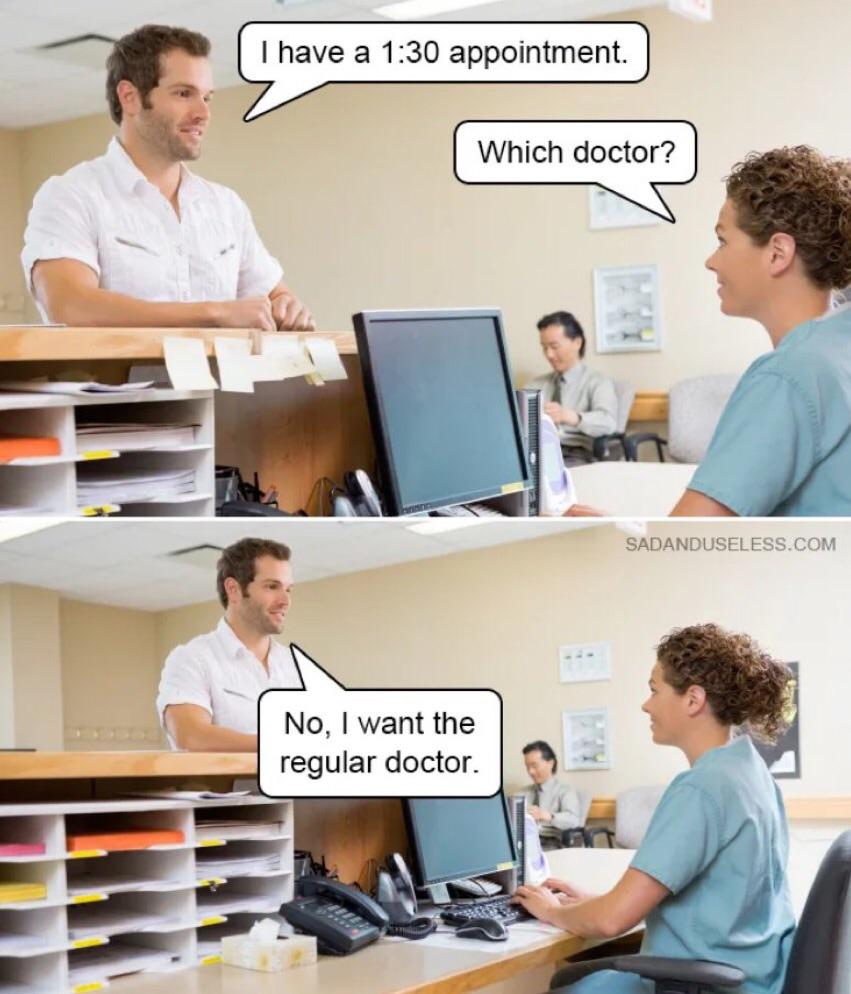 I have a 1:30 appointment.
Which doctor?
SADANDUSELESS.COM
No, I want the
regular doctor.